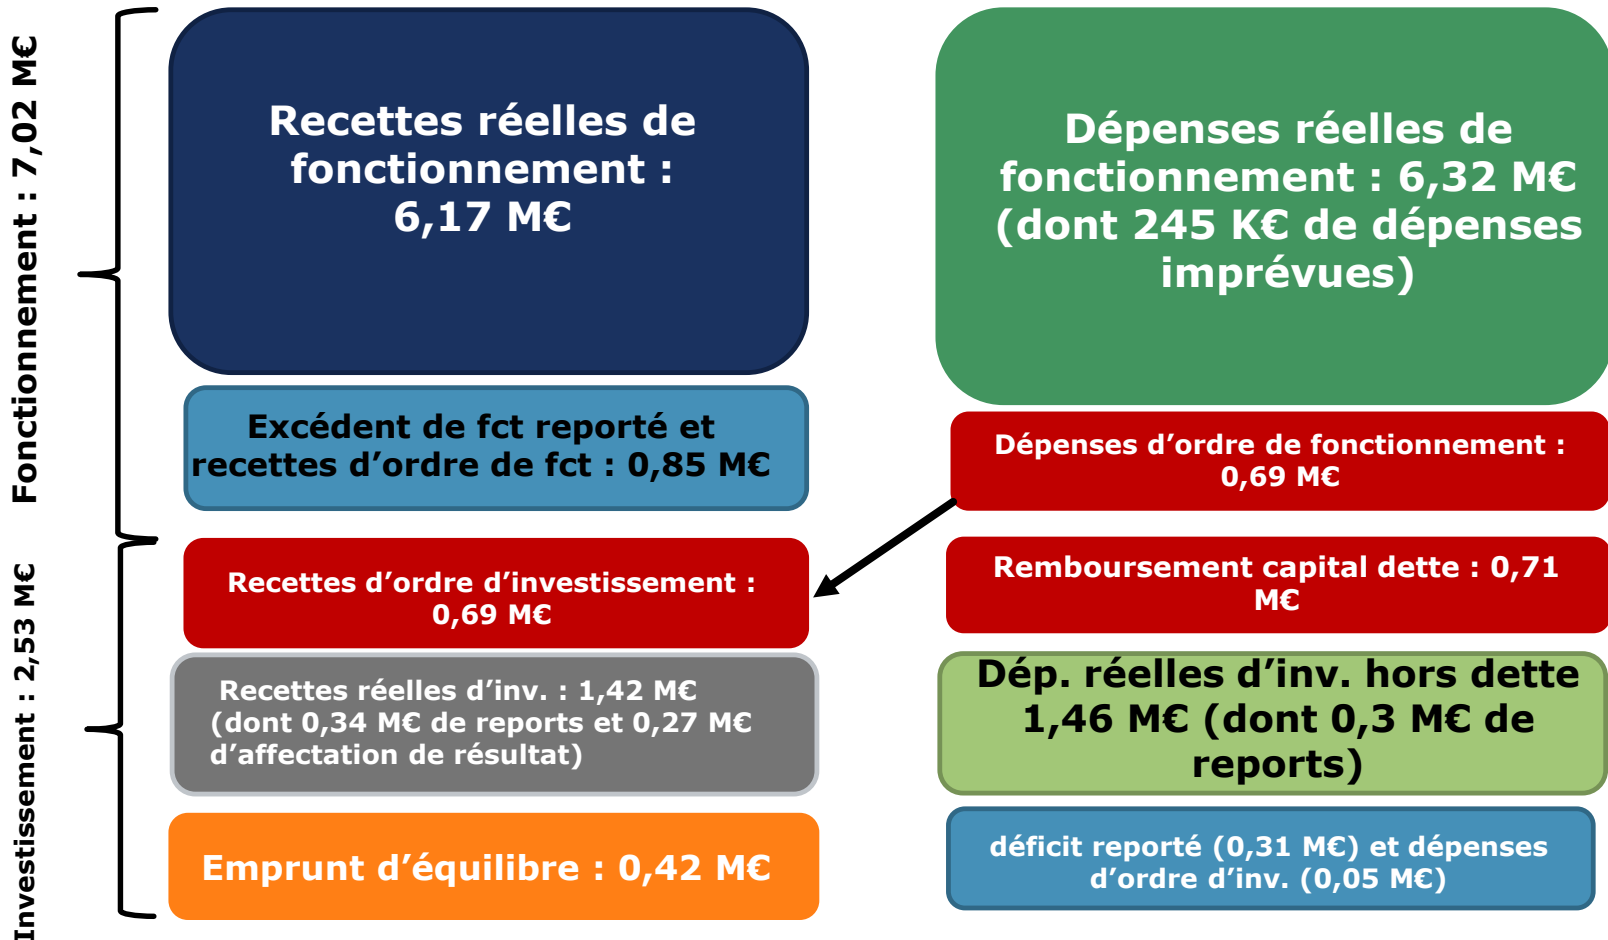 Fonctionnement : 7,02 M€
Recettes réelles de
fonctionnement :
6,17 M€
Excédent de fct reporté et
recettes d’ordre de fct : 0,85 M€
Dépenses réelles de
fonctionnement : 6,32 M€
(dont 245 K€ de dépenses
imprévues)
Dépenses d’ordre de fonctionnement :
0,69 M€
Investissement : 2,53 M€
Recettes d’ordre d’investissement :
0,69 M€
Recettes réelles d’inv. : 1,42 M€
(dont 0,34 M€ de reports et 0,27 M€
d’affectation de résultat)
Emprunt d’équilibre : 0,42 M€
Remboursement capital dette : 0,71
M€
Dép. réelles d’inv. hors dette
1,46 M€ (dont 0,3 M€ de
reports)
déficit reporté (0,31 M€) et dépenses
d’ordre d’inv. (0,05 M€)